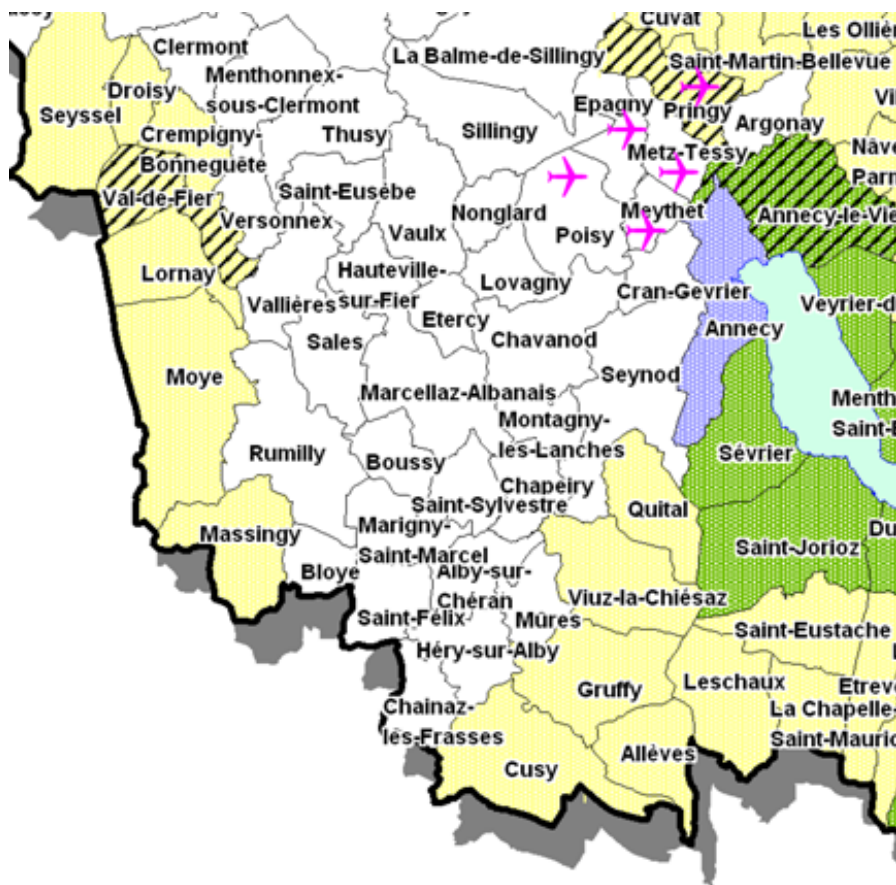 Cuvat
Les Olliè
Clermont
La Balme-de-Sillingy
Saint-Martin-Bellevue
Menthonnex-
sous-Clermont
Droisy
Epagny
Pringy
Seyssel
Argonay
Crempigny-
Bonneguête
Thusy
Sillingy
Nâve
Metz-Tessy
Parm
Val-de-Fier
Saint-Eusèbe
Versonnex
Nonglard
Meythet
Annecy-le-Vie
Vaulx
Poisy
Lornay
Hauteville-
sur-Fier
Lovagny
Cran-Gevrier
Vallières
Veyrier-d
Etercy
Annecy
Sales
Chavanod
Moye
Seynod
Marcellaz-Albanais
Menth
Montagny-
les-Lanches
Saint-B
Rumilly
Boussy
Sévrier
Chapeiry
Saint-Sylvestre
Quital
Massingy
Marigny-
Saint-Marcel
Du
Saint-Jorioz
Bloye
Alby-sur-
Chéran
Viuz-la-Chiésaz
Saint-Félix
Mûres
Saint-Eustache
Héry-sur-Alby
Gruffy
Leschaux
Etreve
Chainaz-
les-Frasses
La Chapelle-
Saint-Mauric
Allèves
Cusy